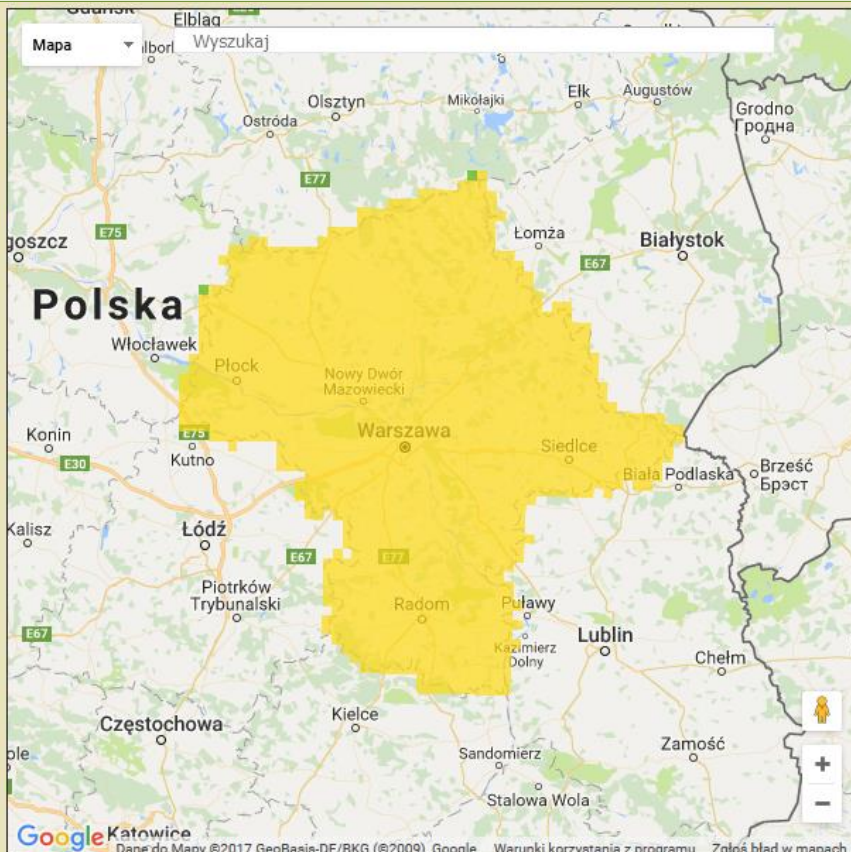 Gdańsk
Elbląg
Mapa
Wyszukaj
Olsztyn
Mikołajki
Ełk
Augustów
Ostróda
Grodno
Гродна
E77
Łomża
goszcz
E75
Białystok
E67
Polska
Włocławek
Płock
Nowy Dwór
Mazowiecki
Warszawa
E75
Konin
Siedlce
Kutno
E30
Biała Podlaska
Brześć
Брэст
Kalisz
Łódź
E67
E77
Piotrków
Trybunalski
Radom
Puławy
E67
Lublin
Kazimierz
Dolny
Chełm
Kielce
Częstochowa
Zamość
ole
Sandomierz
Stalowa Wola
+
−
Google
Katowice
Dane do Mapy ©2017 GeoBasis-DE/BKG (©2009), Google
Warunki korzystania z programu
Zgłoś błąd w mapach